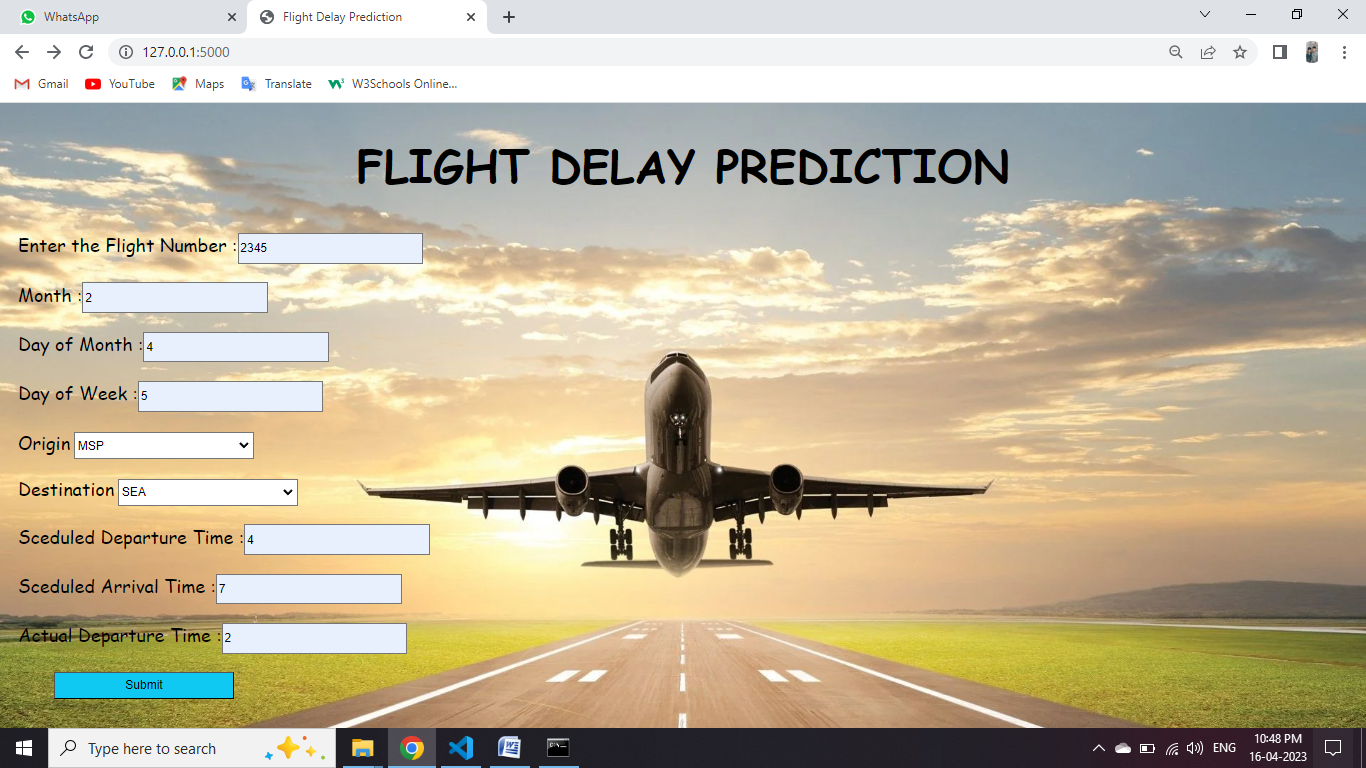 WhatsApp
Flight Delay Prediction
127.0.0.1:5000
Gmail YouTube Maps Translate W3Schools Online...
FLIGHT DELAY PREDICTION
Enter the Flight Number : 2345
Month : 2
Day of Month : 4
Day of Week : 5
Origin MSP
Destination SEA
Sceduled Departure Time : 4
Sceduled Arrival Time : 7
Actual Departure Time : 2
Submit
Type here to search
ENG
10:48 PM
16-04-2023